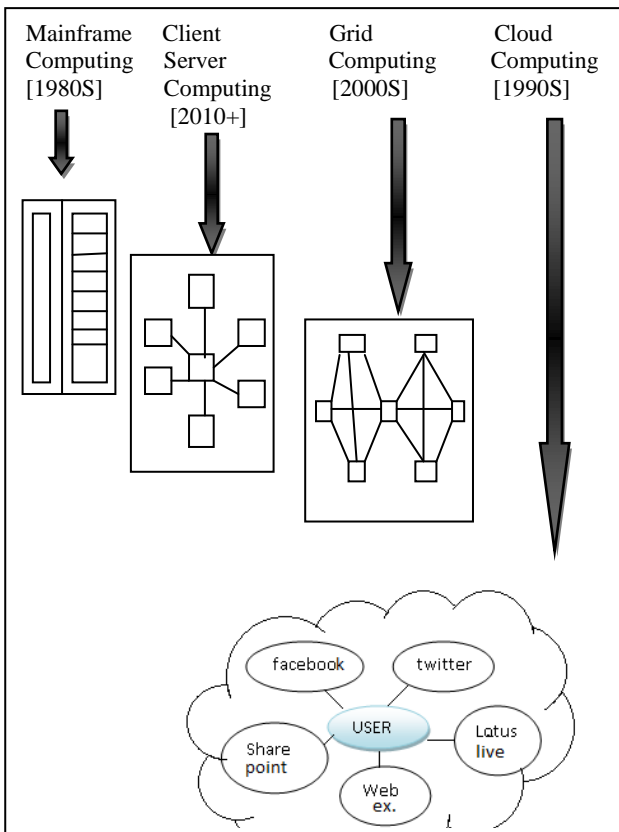 Mainframe
Computing
[1980S]
Client
Server
Computing
[2010+]
Grid
Computing
[2000S]
Cloud
Computing
[1990S]
facebook
twitter
USER
Share
point
Lotus
live
Web
ex.